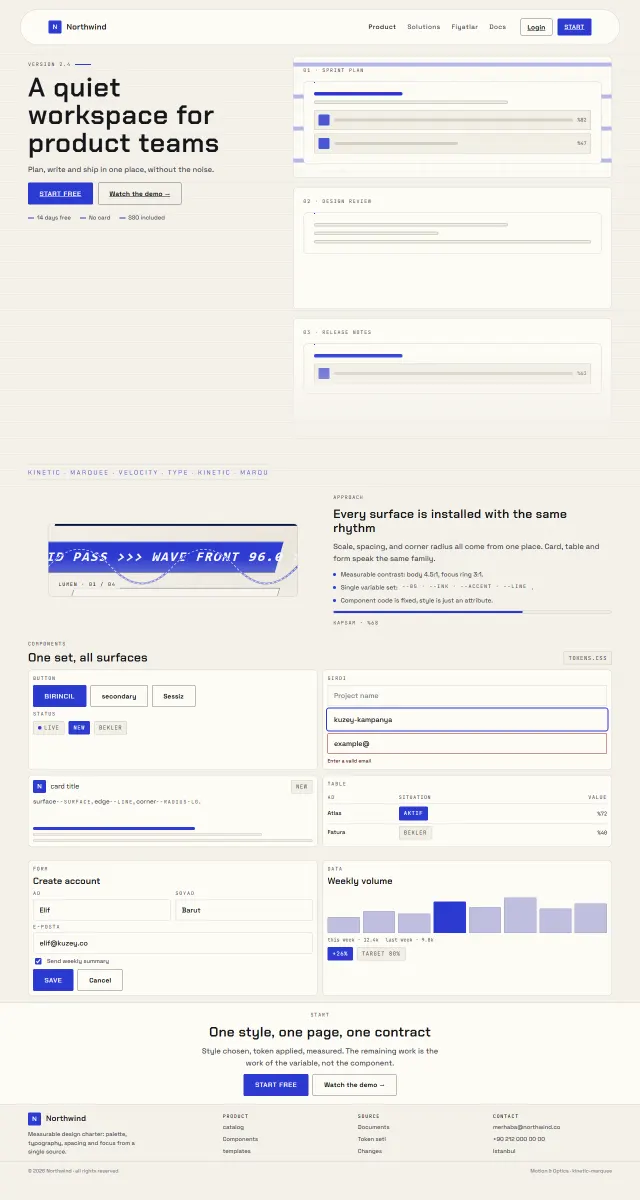 Northwind
Product Solutions Fiyatlar Docs Login START
VERSION 2.4
A quiet
workspace for
product teams
Plan, write and ship in one place, without the noise.
START FREE Watch the demo →
14 days free No card SSO included
01 · SPRINT PLAN
%82
%47
02 · DESIGN REVIEW
03 · RELEASE NOTES
%63
KINETIC · MARQUEE · VELOCITY · TYPE · KINETIC · MARQU
PASS >>> WAVE FRONT 96.0
LUMEN · 01 / 04
APPROACH
Every surface is installed with the same
rhythm
Scale, spacing, and corner radius all come from one place. Card, table and
form speak the same family.
Measurable contrast: body 4.5:1, focus ring 3:1.
Single variable set: --BG · --INK · --ACCENT · --LINE .
Component code is fixed, style is just an attribute.
KAPSAM · %60
COMPONENTS
One set, all surfaces
TOKENS.CSS
BUTTON
BIRINCIL secondary Sessiz
STATUS
LIVE NEW BEKLER
GIRDI
Project name
kuzey-kampanya
example@
Enter a valid email
N card title NEW
surface--SURFACE, edge--LINE, corner--RADIUS-LG.
TABLE
AD SITUATION VALUE
Atlas AKTIF %72
Fatura BEKLER %40
FORM
Create account
AD SOYAD
Elif Barut
E-POSTA
elif@kuzey.co
Send weekly summary
SAVE Cancel
DATA
Weekly volume
this week · 12.4k last week · 9.8k
+26% TARGET 80%
START
One style, one page, one contract
Style chosen, token applied, measured. The remaining work is the
work of the variable, not the component.
START FREE Watch the demo →
N Northwind
Measurable design charter: palette,
typography, spacing and focus from a
single source.
PRODUCT
catalog
Components
templates
SOURCE
Documents
Token seti
Changes
CONTACT
merhaba@northwind.co
+90 212 000 00 00
Istanbul
© 2026 Northwind · all rights reserved
Motion & Optics · kinetic-marquee